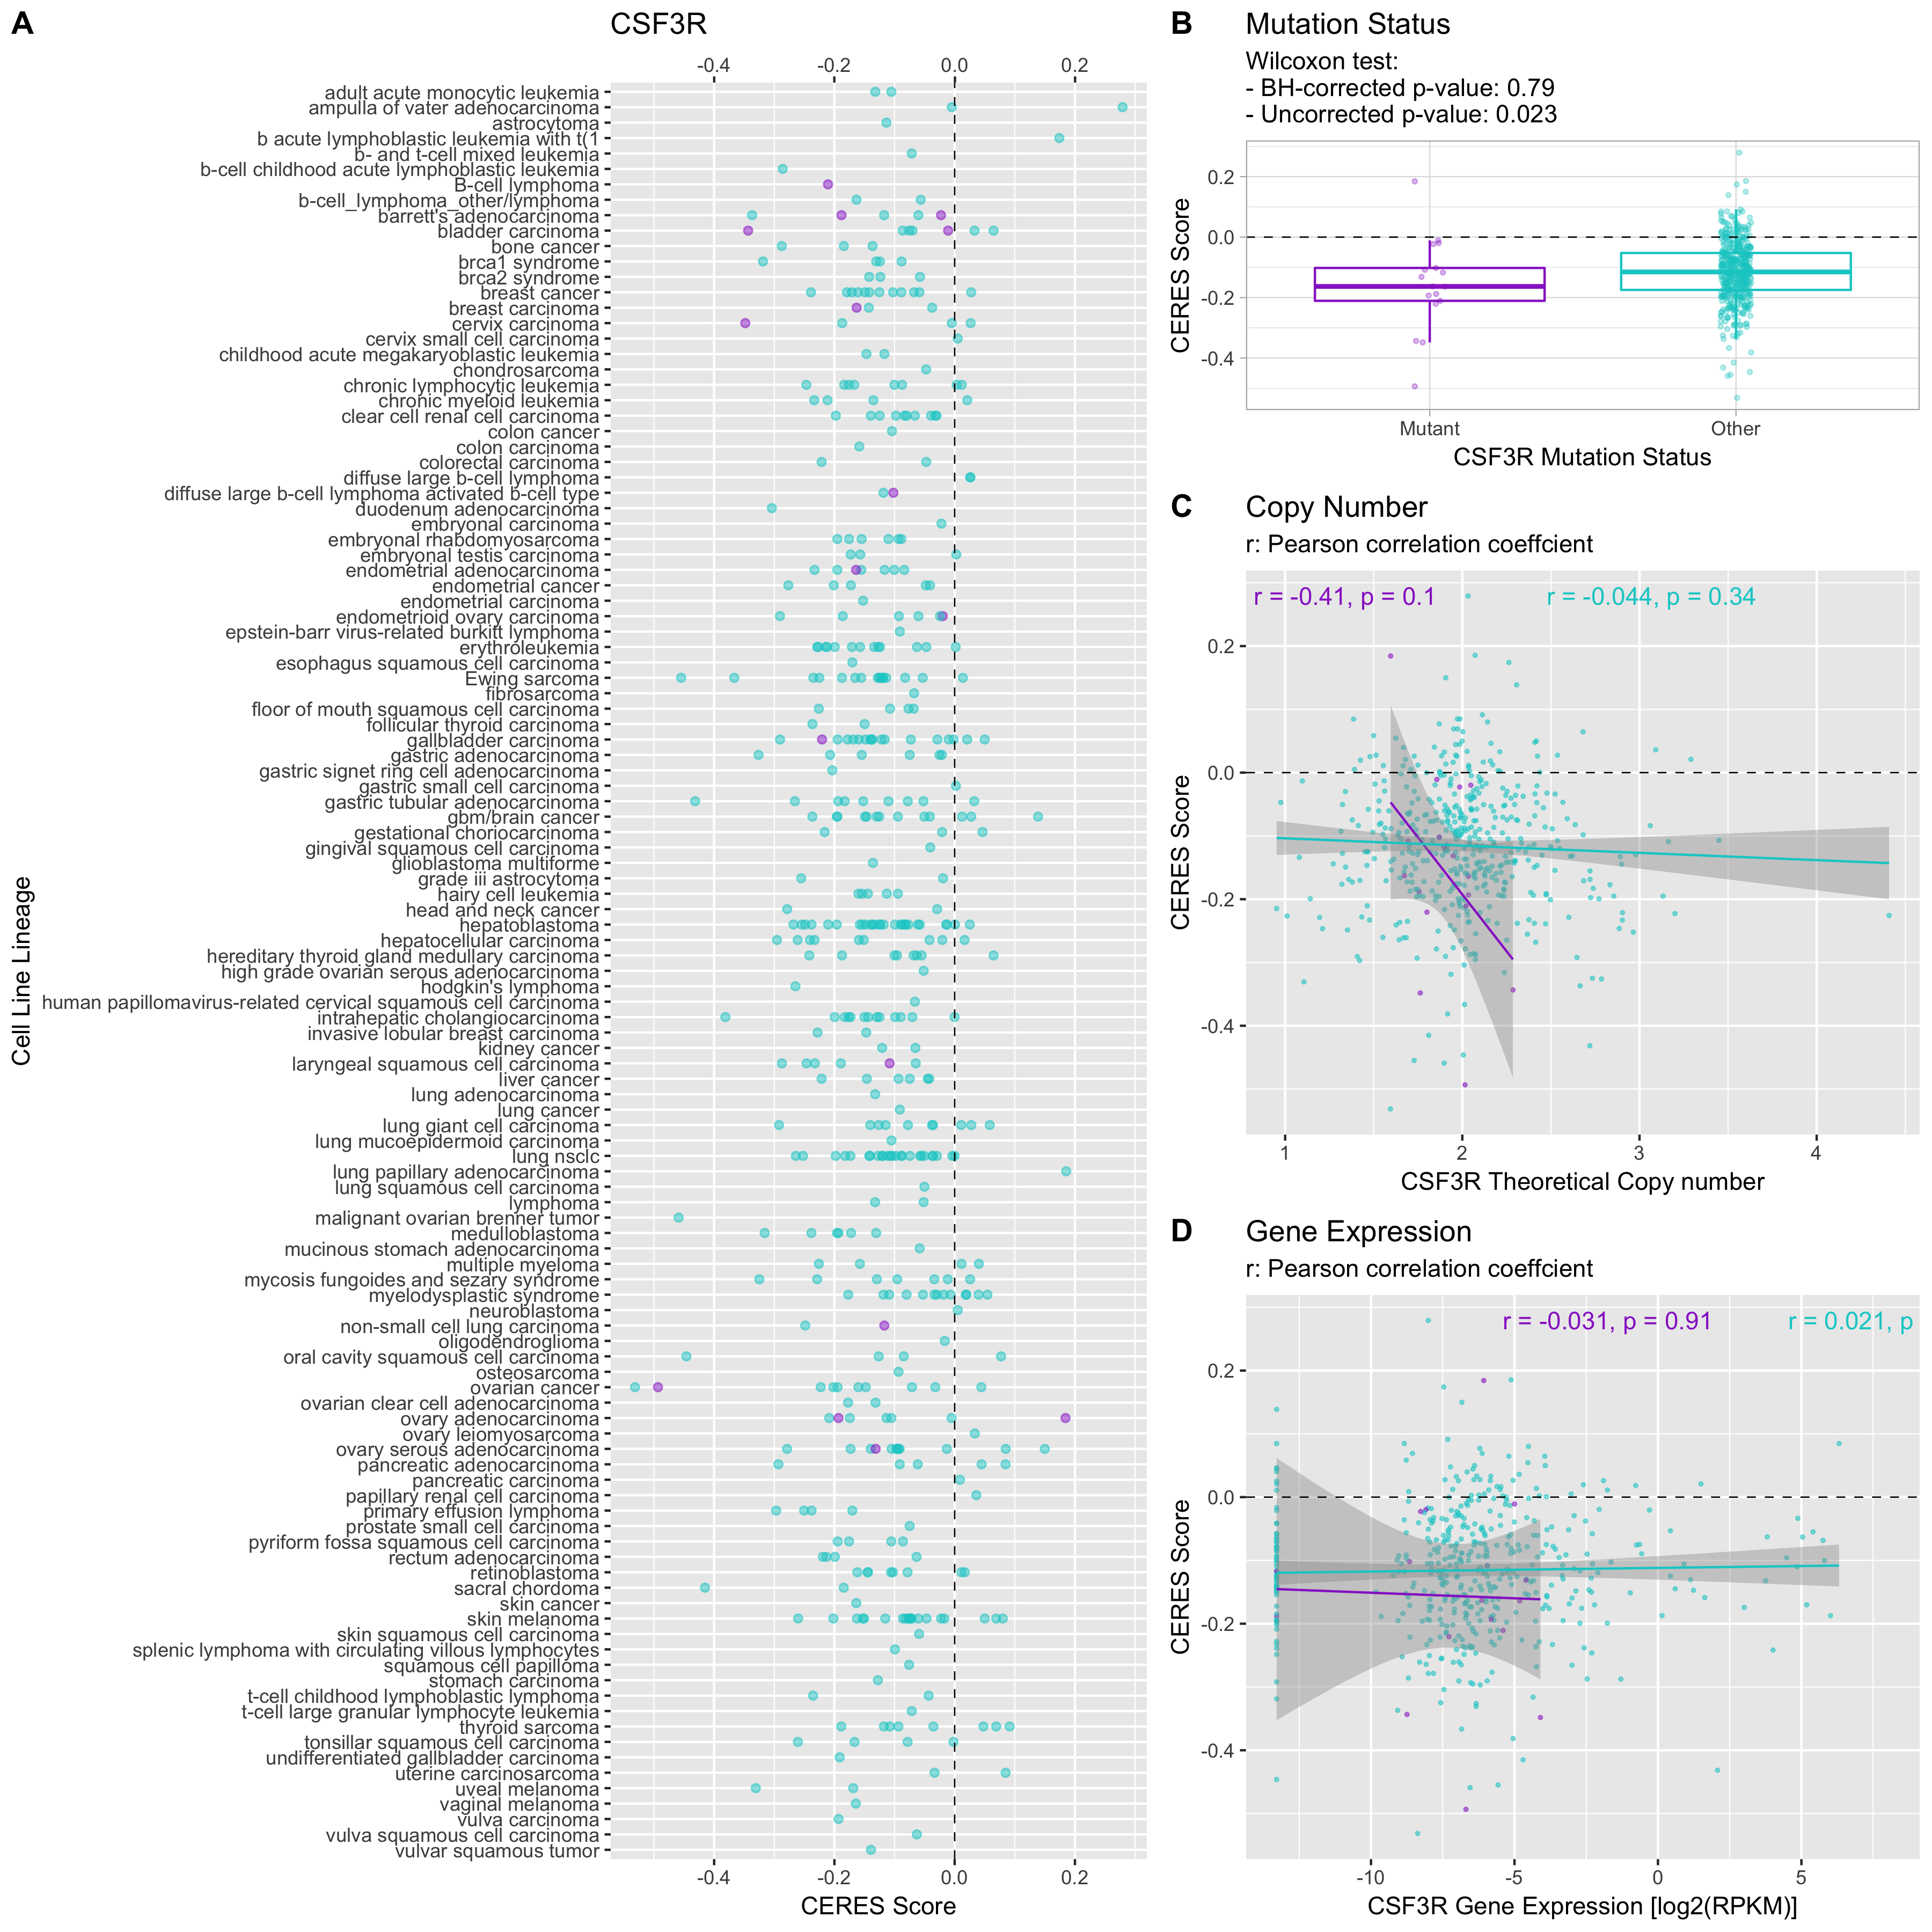 A
CSF3R
-0.4 -0.2 0.0 0.2
adult acute monocytic leukemia
ampulla of vater adenocarcinoma
astrocytoma
b acute lymphoblastic leukemia with t(1
b- and t-cell mixed leukemia
b-cell childhood acute lymphoblastic leukemia
B-cell lymphoma
b-cell_lymphoma_other/lymphoma
barrett's adenocarcinoma
bladder carcinoma
bone cancer
brca1 syndrome
brca2 syndrome
breast cancer
breast carcinoma
cervix carcinoma
cervix small cell carcinoma
childhood acute megakaryoblastic leukemia
chondrosarcoma
chronic lymphocytic leukemia
chronic myeloid leukemia
clear cell renal cell carcinoma
colon cancer
colon carcinoma
colorectal carcinoma
diffuse large b-cell lymphoma
diffuse large b-cell lymphoma activated b-cell type
duodenum adenocarcinoma
embryonal carcinoma
embryonal rhabdomyosarcoma
embryonal testis carcinoma
endometrial adenocarcinoma
endometrial cancer
endometrial carcinoma
endometrioid ovary carcinoma
epstein-barr virus-related burkitt lymphoma
erythroleukemia
esophagus squamous cell carcinoma
Ewing sarcoma
fibrosarcoma
floor of mouth squamous cell carcinoma
follicular thyroid carcinoma
gallbladder carcinoma
gastric adenocarcinoma
gastric signet ring cell adenocarcinoma
gastric small cell carcinoma
gastric tubular adenocarcinoma
gbm/brain cancer
gestational choriocarcinoma
gingival squamous cell carcinoma
glioblastoma multiforme
grade iii astrocytoma
hairy cell leukemia
head and neck cancer
hepatoblastoma
hepatocellular carcinoma
hereditary thyroid gland medullary carcinoma
high grade ovarian serous adenocarcinoma
hodgkin's lymphoma
human papillomavirus-related cervical squamous cell carcinoma
intrahepatic cholangiocarcinoma
invasive lobular breast carcinoma
kidney cancer
laryngeal squamous cell carcinoma
liver cancer
lung adenocarcinoma
lung cancer
lung giant cell carcinoma
lung mucoepidermoid carcinoma
lung nsclc
lung papillary adenocarcinoma
lung squamous cell carcinoma
lymphoma
malignant ovarian brenner tumor
medulloblastoma
mucinous stomach adenocarcinoma
multiple myeloma
mycosis fungoides and sezary syndrome
myelodysplastic syndrome
neuroblastoma
non-small cell lung carcinoma
oligodendroglioma
oral cavity squamous cell carcinoma
osteosarcoma
ovarian cancer
ovarian clear cell adenocarcinoma
ovary adenocarcinoma
ovary leiomyosarcoma
ovary serous adenocarcinoma
pancreatic adenocarcinoma
pancreatic carcinoma
papillary renal cell carcinoma
primary effusion lymphoma
prostate small cell carcinoma
pyriform fossa squamous cell carcinoma
rectum adenocarcinoma
retinoblastoma
sacral chordoma
skin cancer
skin melanoma
skin squamous cell carcinoma
splenic lymphoma with circulating villous lymphocytes
squamous cell papilloma
stomach carcinoma
t-cell childhood lymphoblastic lymphoma
t-cell large granular lymphocyte leukemia
thyroid sarcoma
tonsillar squamous cell carcinoma
undifferentiated gallbladder carcinoma
uterine carcinosarcoma
uveal melanoma
vaginal melanoma
vulva carcinoma
vulva squamous cell carcinoma
vulvar squamous tumor
-0.4 -0.2 0.0 0.2
CERES Score
Cell Line Lineage
B
Mutation Status
Wilcoxon test:
- BH-corrected p-value: 0.79
- Uncorrected p-value: 0.023
0.2
0.0
-0.2
-0.4
CERES Score
Mutant Other
CSF3R Mutation Status
C
Copy Number
r: Pearson correlation coeffcient
r = -0.41, p = 0.1 r = -0.044, p = 0.34
0.2
0.0
-0.2
-0.4
CERES Score
1 2 3 4
CSF3R Theoretical Copy number
D
Gene Expression
r: Pearson correlation coeffcient
r = -0.031, p = 0.91 r = 0.021, p
0.2
0.0
-0.2
-0.4
CERES Score
-10 -5 0 5
CSF3R Gene Expression [log2(RPKM)]